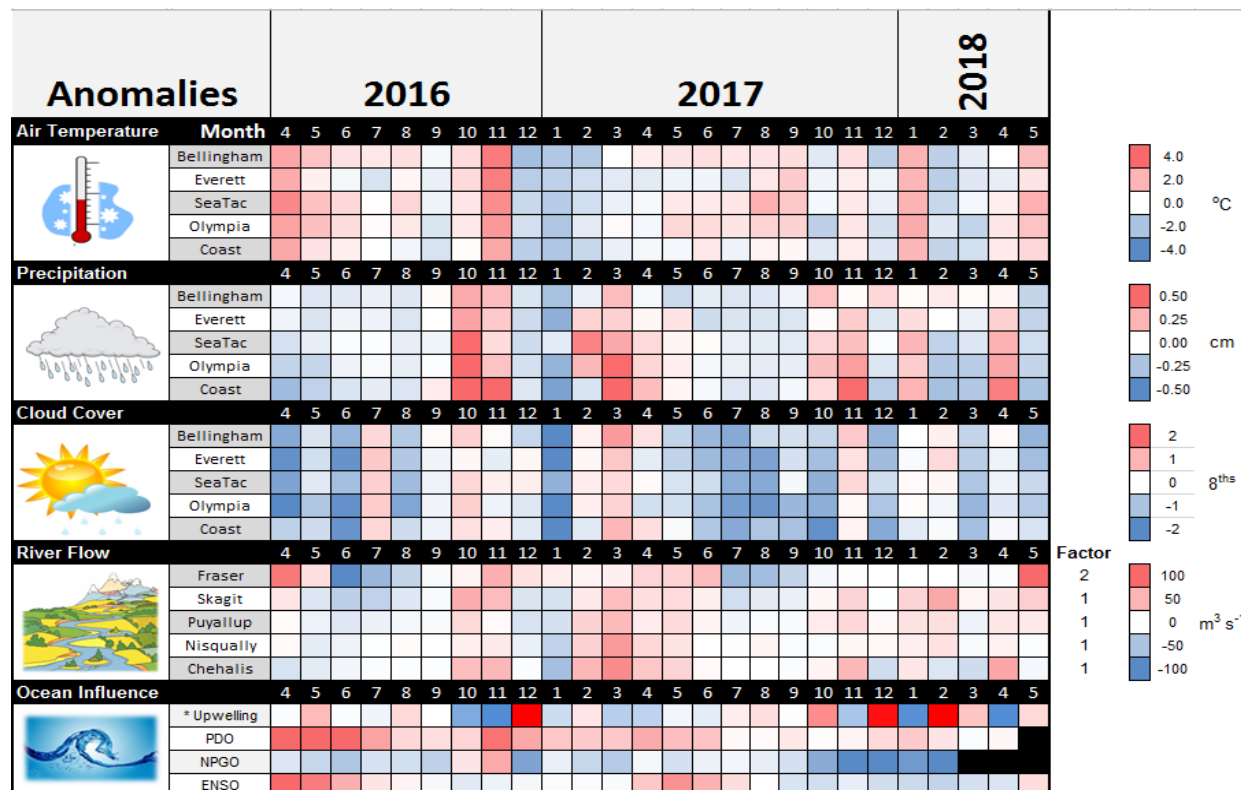 Anomalies 2016 2017 2018
Air Temperature Month 4 5 6 7 8 9 10 11 12 1 2 3 4 5 6 7 8 9 10 11 12 1 2 3 4 5
Bellingham 4.0
Everett 2.0
SeaTac 0.0 °C
Olympia -2.0
Coast -4.0
Precipitation 4 5 6 7 8 9 10 11 12 1 2 3 4 5 6 7 8 9 10 11 12 1 2 3 4 5
Bellingham 0.50
Everett 0.25
SeaTac 0.00 cm
Olympia -0.25
Coast -0.50
Cloud Cover 4 5 6 7 8 9 10 11 12 1 2 3 4 5 6 7 8 9 10 11 12 1 2 3 4 5
Bellingham 2
Everett 1
SeaTac 0 8ths
Olympia -1
Coast -2
River Flow 4 5 6 7 8 9 10 11 12 1 2 3 4 5 6 7 8 9 10 11 12 1 2 3 4 5 Factor
Fraser 2 100
Skagit 1 50
Puyallup 1 0 m³ s⁻¹
Nisqually 1 -50
Chehalis 1 -100
Ocean Influence 4 5 6 7 8 9 10 11 12 1 2 3 4 5 6 7 8 9 10 11 12 1 2 3 4 5
* Upwelling
PDO
NPGO
ENSO